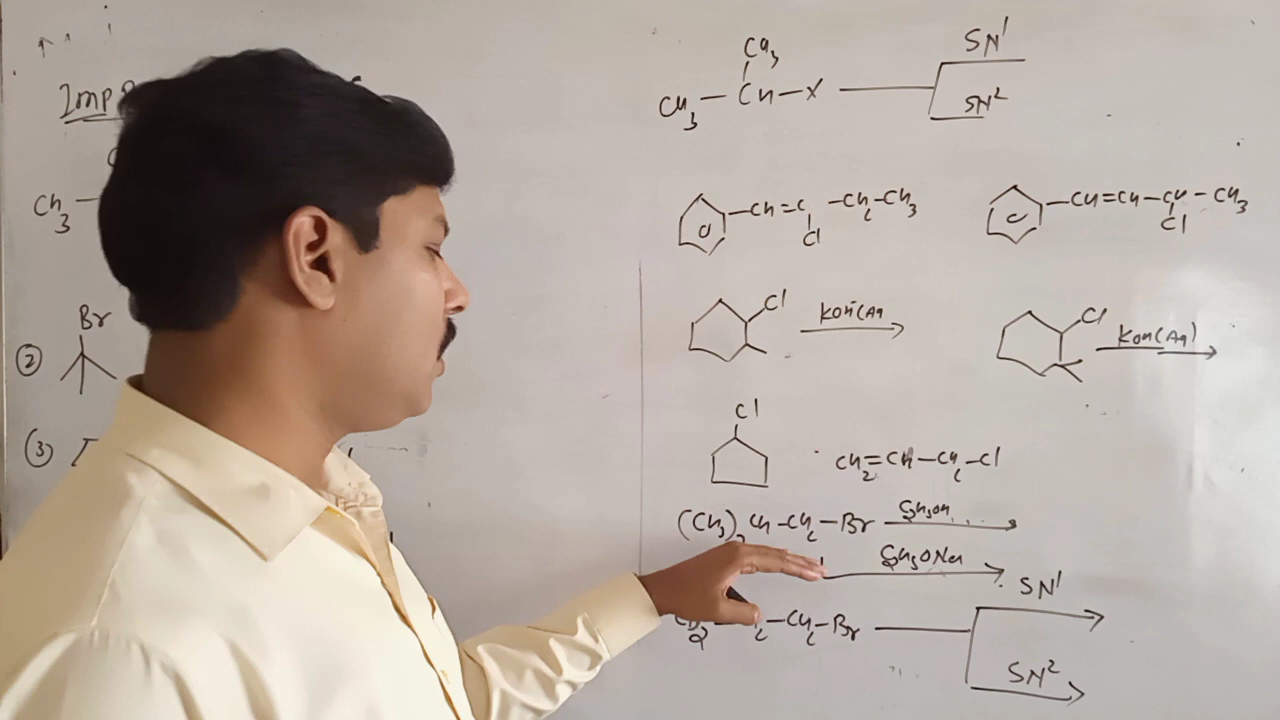 Imp
CH3 –
Br
②
③
CH3
CH3 – CH – X
SN1
SN2
– CH = C – CH2 – CH3
Cl
– CH = CH – CH – CH3
Cl
Cl
KOH(Aq
Cl
KOH(Aq)
Cl
CH2 = CH – CH2 – Cl
(CH3)2 CH – CH2 – Br
C2H5OH
C2H5ONa
– CH2 – Br
SN1
SN2